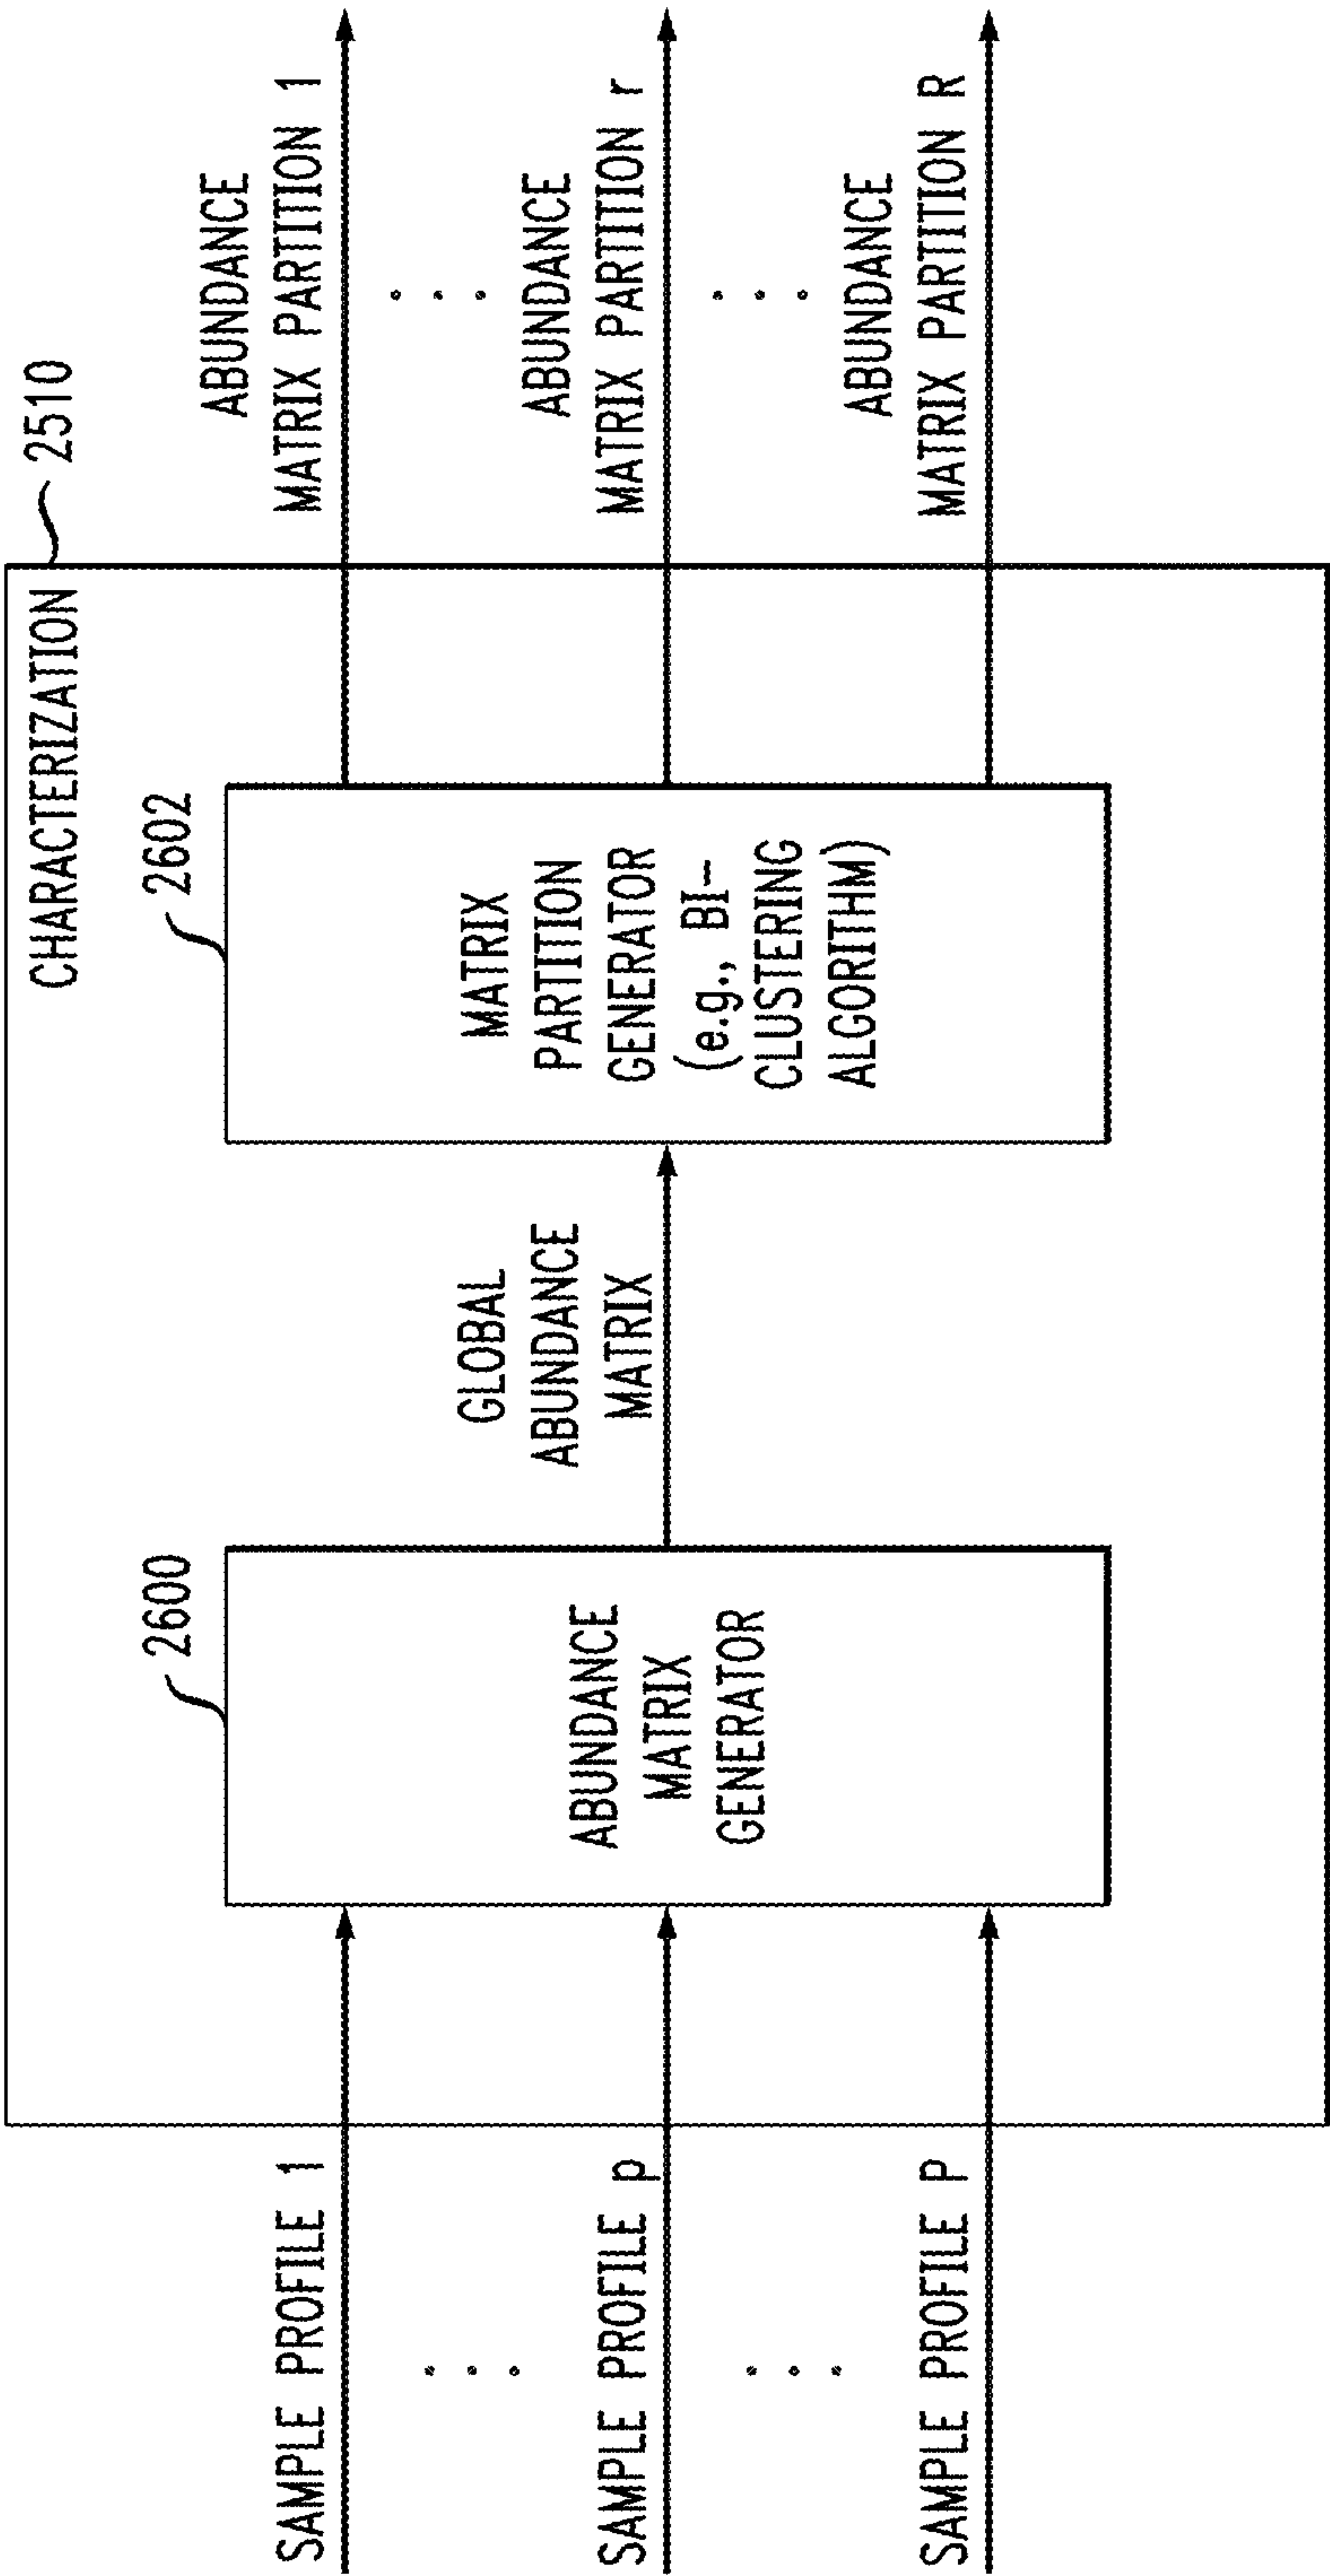 CHARACTERIZATION
2510
SAMPLE PROFILE 1
. . .
SAMPLE PROFILE p
. . .
SAMPLE PROFILE P
2600
ABUNDANCE
MATRIX
GENERATOR
GLOBAL
ABUNDANCE
MATRIX
2602
MATRIX
PARTITION
GENERATOR
(e.g., BI-
CLUSTERING
ALGORITHM)
ABUNDANCE
MATRIX PARTITION 1
. . .
ABUNDANCE
MATRIX PARTITION r
. . .
ABUNDANCE
MATRIX PARTITION R